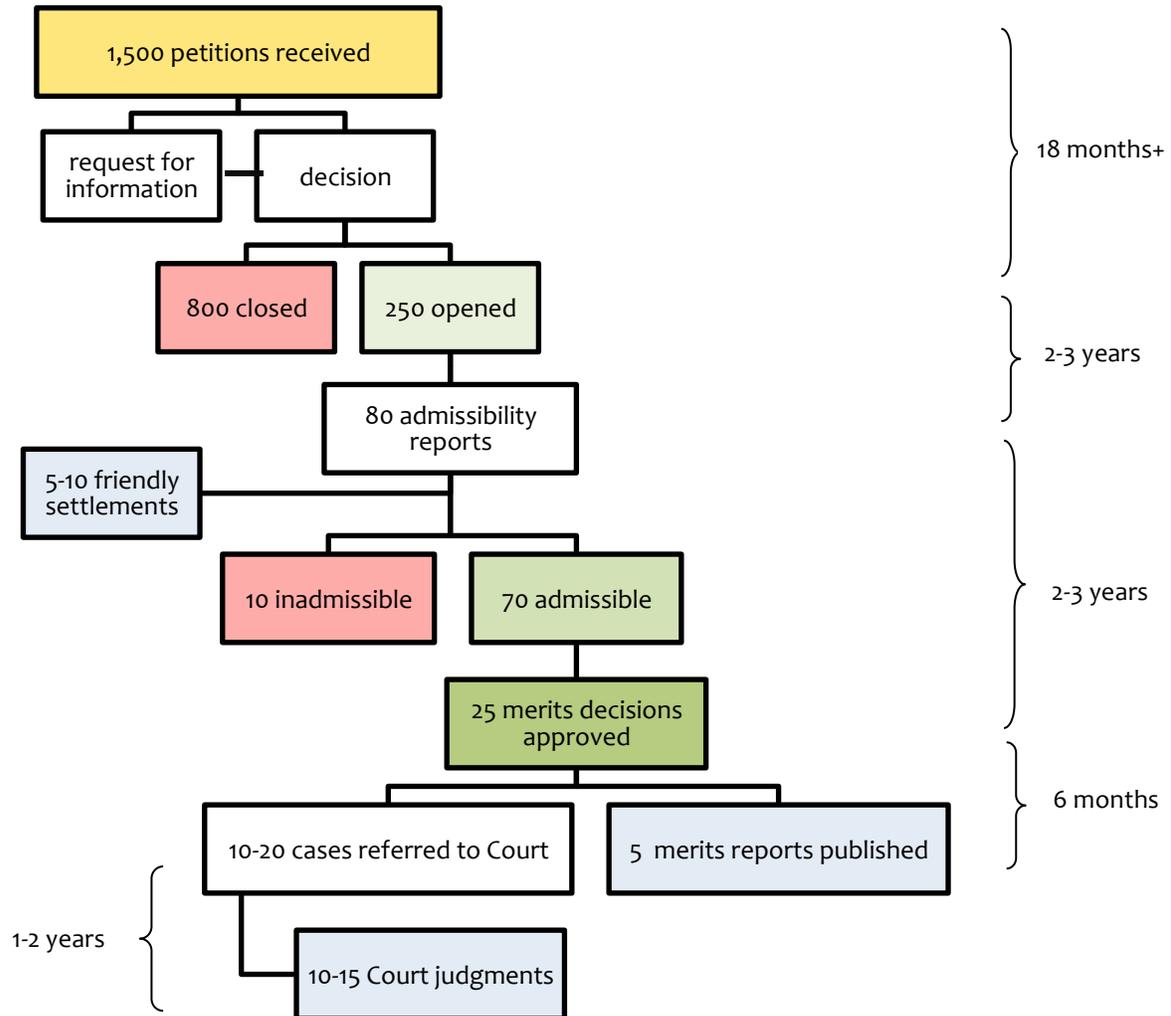 1,500 petitions received
18 months+
request for
information
decision
800 closed
250 opened
2-3 years
80 admissibility
reports
5-10 friendly
settlements
10 inadmissible
70 admissible
2-3 years
25 merits decisions
approved
6 months
10-20 cases referred to Court
5 merits reports published
1-2 years
10-15 Court judgments